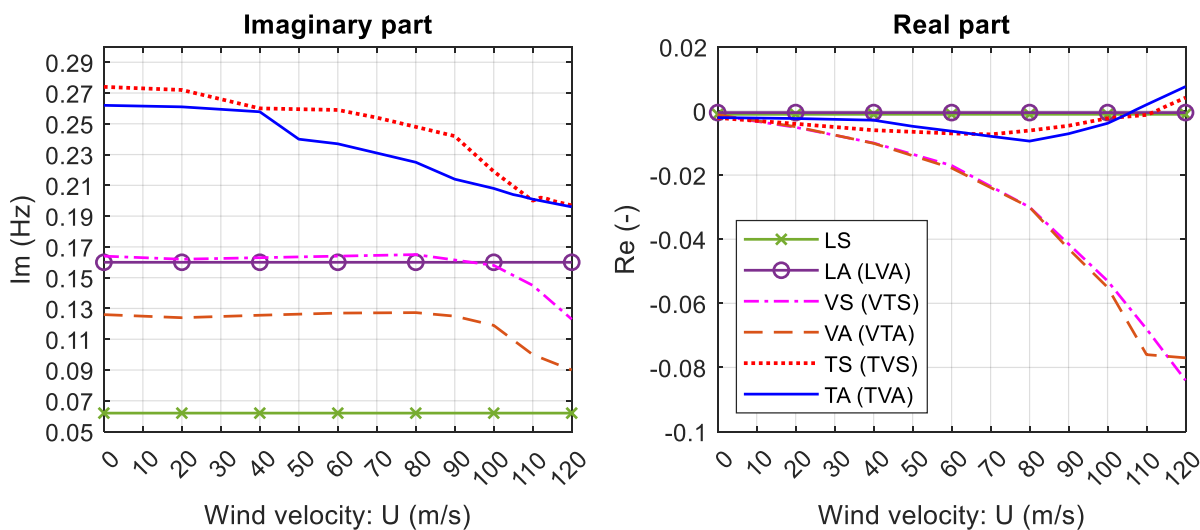 Imaginary part
0.29
0.27
0.25
0.23
0.21
0.19
0.17
0.15
0.13
0.11
0.09
0.07
0.05
Im (Hz)
0 10 20 30 40 50 60 70 80 90 100 110 120
Wind velocity: U (m/s)
Real part
0.02
0
-0.02
-0.04
-0.06
-0.08
-0.1
Re (-)
LS
LA (LVA)
VS (VTS)
VA (VTA)
TS (TVS)
TA (TVA)
0 10 20 30 40 50 60 70 80 90 100 110 120
Wind velocity: U (m/s)